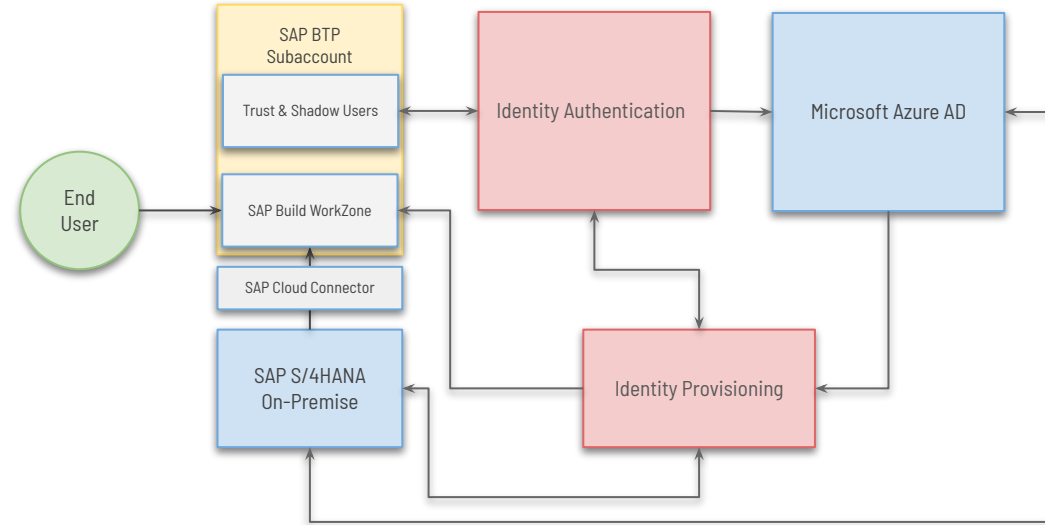 SAP BTP
Subaccount
Trust & Shadow Users
Identity Authentication
Microsoft Azure AD
End
User
SAP Build WorkZone
SAP Cloud Connector
SAP S/4HANA
On-Premise
Identity Provisioning